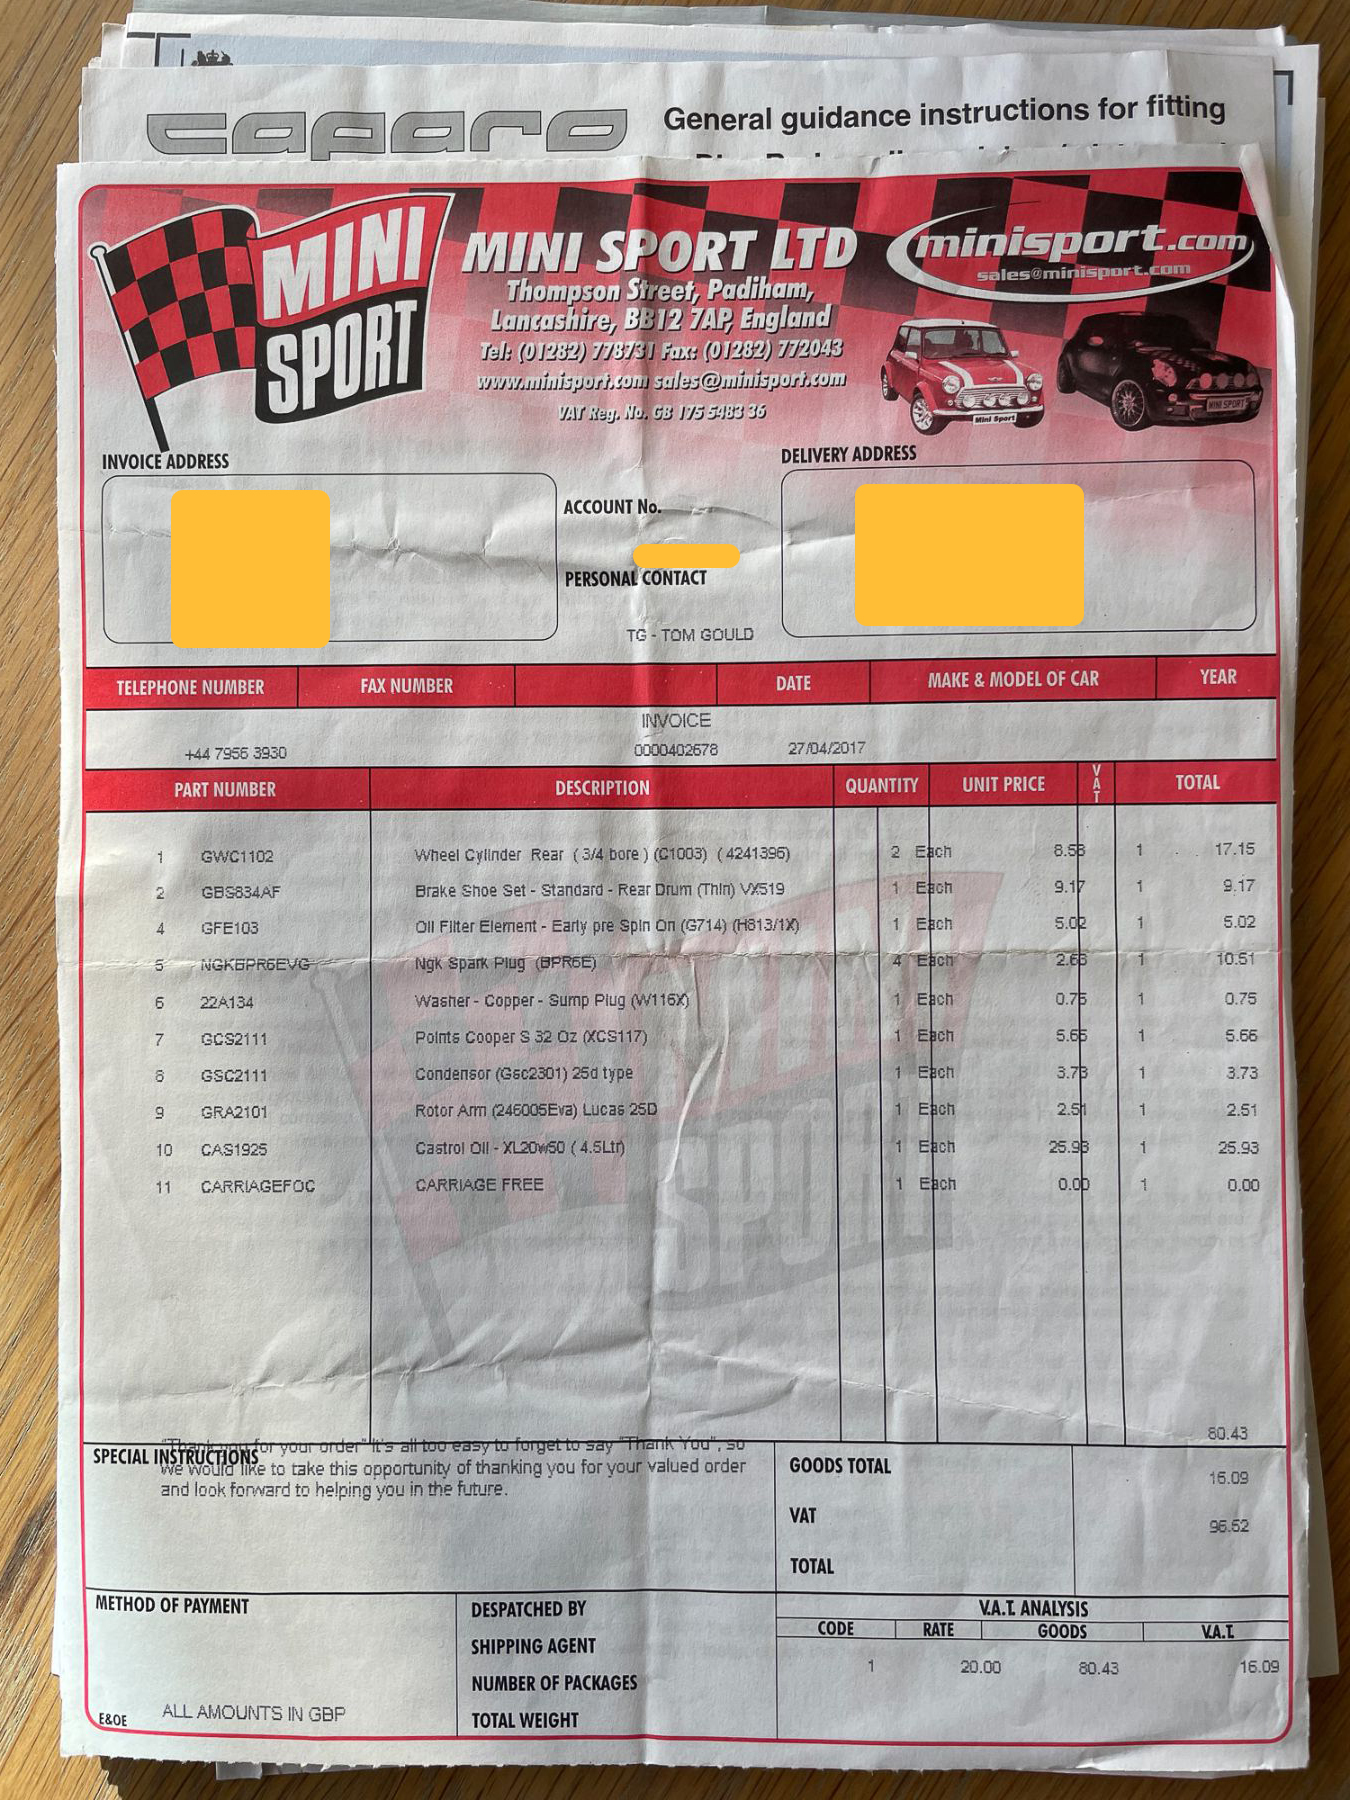 caparo
General guidance instructions for fitting
MINI SPORT
MINI SPORT LTD
Thompson Street, Padiham,
Lancashire, BB12 7AP, England
Tel: (01282) 778731 Fax: (01282) 772043
www.minisport.com sales@minisport.com
VAT Reg. No. GB 175 5483 36
minisport.com
sales@minisport.com
Mini Sport
MINI SPORT
INVOICE ADDRESS
ACCOUNT No.
PERSONAL CONTACT
TG - TOM GOULD
DELIVERY ADDRESS
TELEPHONE NUMBER FAX NUMBER DATE MAKE & MODEL OF CAR YEAR
INVOICE
+44 7956 3930 0000402678 27/04/2017
PART NUMBER DESCRIPTION QUANTITY UNIT PRICE VAT TOTAL
1 GWC1102 Wheel Cylinder Rear ( 3/4 bore ) (C1003) ( 4241396) 2 Each 8.58 1 17.15
2 GBS834AF Brake Shoe Set - Standard - Rear Drum (Thin) VX519 1 Each 9.17 1 9.17
4 GFE103 Oil Filter Element - Early pre Spin On (G714) (H813/1X) 1 Each 5.02 1 5.02
5 NGKBPR6EVG Ngk Spark Plug (BPR6E) 4 Each 2.63 1 10.51
6 22A134 Washer - Copper - Sump Plug (W116X) 1 Each 0.75 1 0.75
7 GCS2111 Points Cooper S 32 Oz (XCS117) 1 Each 5.66 1 5.66
8 GSC2111 Condensor (Gsc2301) 25d type 1 Each 3.73 1 3.73
9 GRA2101 Rotor Arm (246005Eva) Lucas 25D 1 Each 2.51 1 2.51
10 CAS1925 Castrol Oil - XL20w50 ( 4.5Ltr) 1 Each 25.93 1 25.93
11 CARRIAGEFOC CARRIAGE FREE 1 Each 0.00 1 0.00
MINI SPORT
80.43
SPECIAL INSTRUCTIONS
"Thank you for your order" It's all too easy to forget to say "Thank You", so
we would like to take this opportunity of thanking you for your valued order
and look forward to helping you in the future.
GOODS TOTAL 16.09
VAT 96.52
TOTAL
METHOD OF PAYMENT
ALL AMOUNTS IN GBP
E&OE
DESPATCHED BY
SHIPPING AGENT
NUMBER OF PACKAGES
TOTAL WEIGHT
V.A.T. ANALYSIS
CODE RATE GOODS V.A.T.
1 20.00 80.43 16.09